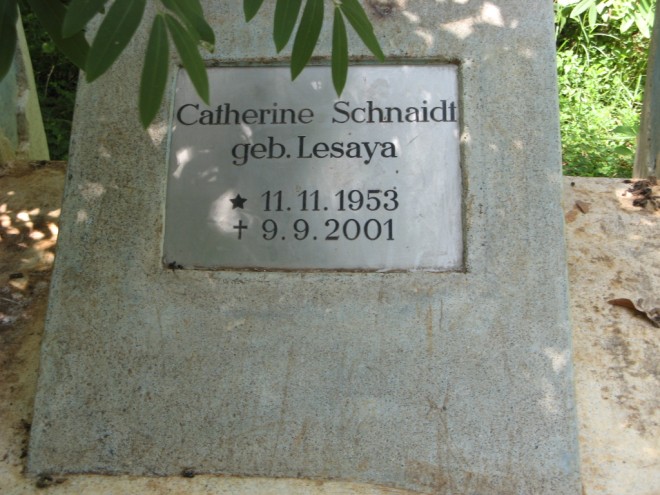 Catherine Schnaidt
geb. Lesaya
★ 11. 11. 1953
† 9. 9. 2001